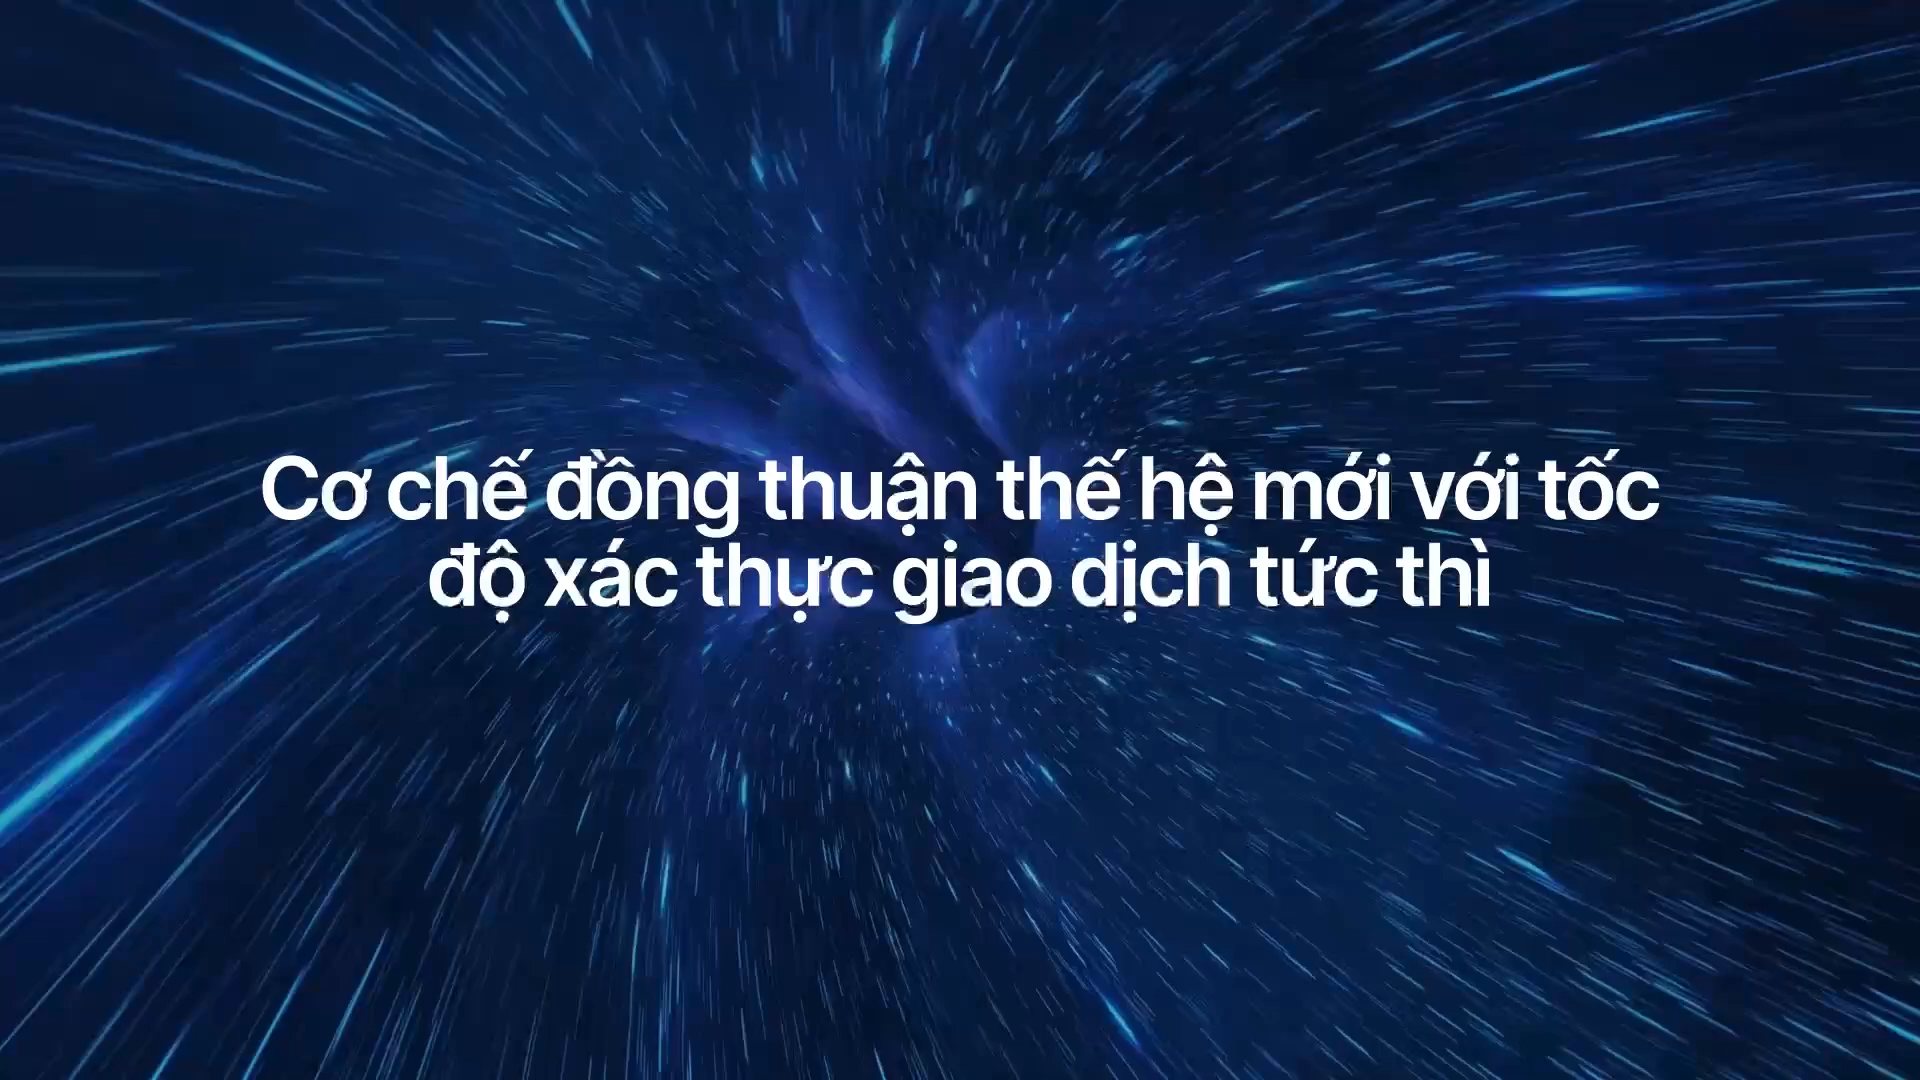 Cơ chế đồng thuận thế hệ mới với tốc
độ xác thực giao dịch tức thì